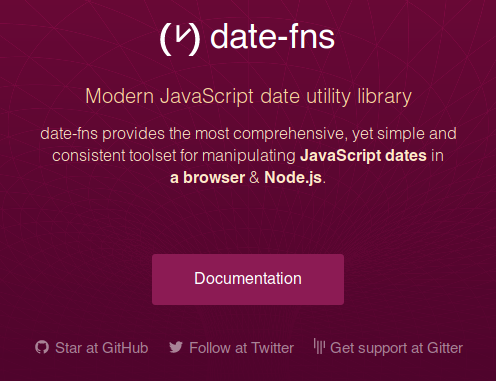 date-fns
Modern JavaScript date utility library
date-fns provides the most comprehensive, yet simple and
consistent toolset for manipulating JavaScript dates in
a browser & Node.js.
Documentation
Star at GitHub Follow at Twitter Get support at Gitter